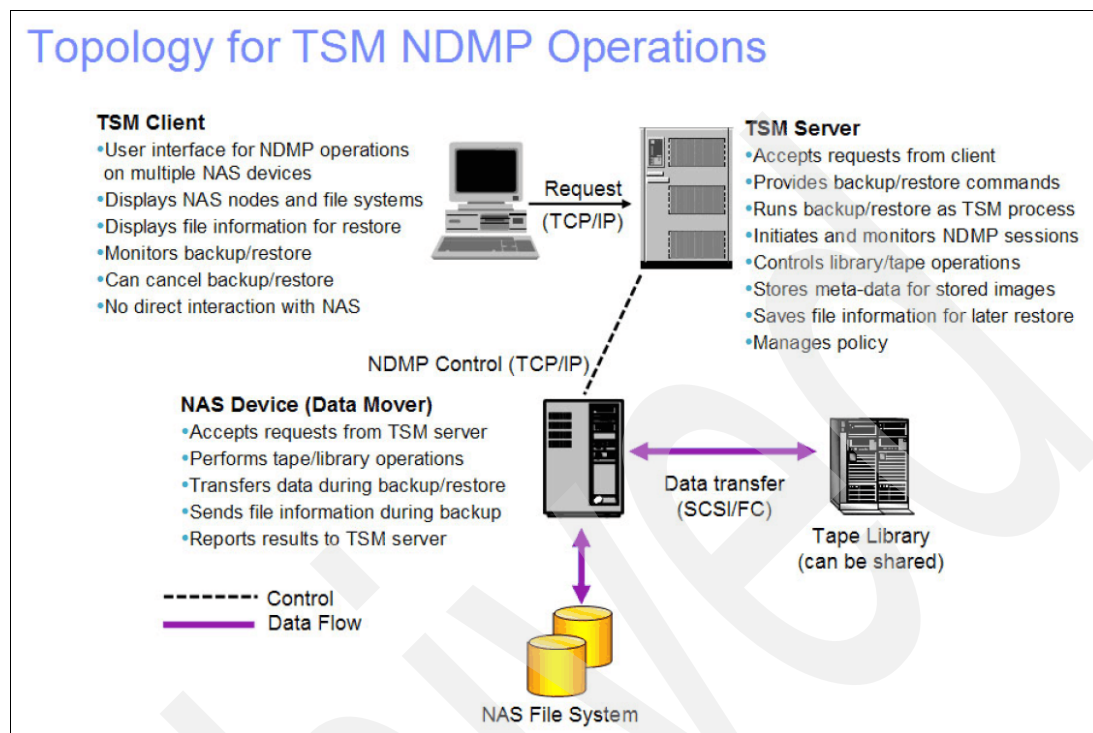 Topology for TSM NDMP Operations
TSM Client
•User interface for NDMP operations
on multiple NAS devices
•Displays NAS nodes and file systems
•Displays file information for restore
•Monitors backup/restore
•Can cancel backup/restore
•No direct interaction with NAS
Request
(TCP/IP)
TSM Server
•Accepts requests from client
•Provides backup/restore commands
•Runs backup/restore as TSM process
•Initiates and monitors NDMP sessions
•Controls library/tape operations
•Stores meta-data for stored images
•Saves file information for later restore
•Manages policy
NDMP Control (TCP/IP)
NAS Device (Data Mover)
•Accepts requests from TSM server
•Performs tape/library operations
•Transfers data during backup/restore
•Sends file information during backup
•Reports results to TSM server
Data transfer
(SCSI/FC)
Tape Library
(can be shared)
Control
Data Flow
NAS File System